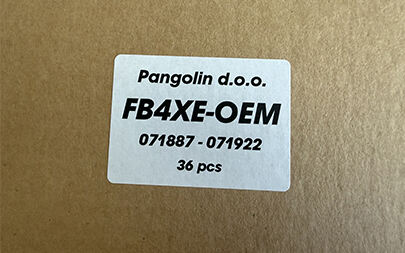 Pangolin d.o.o.
FB4XE-OEM
071887 - 071922
36 pcs